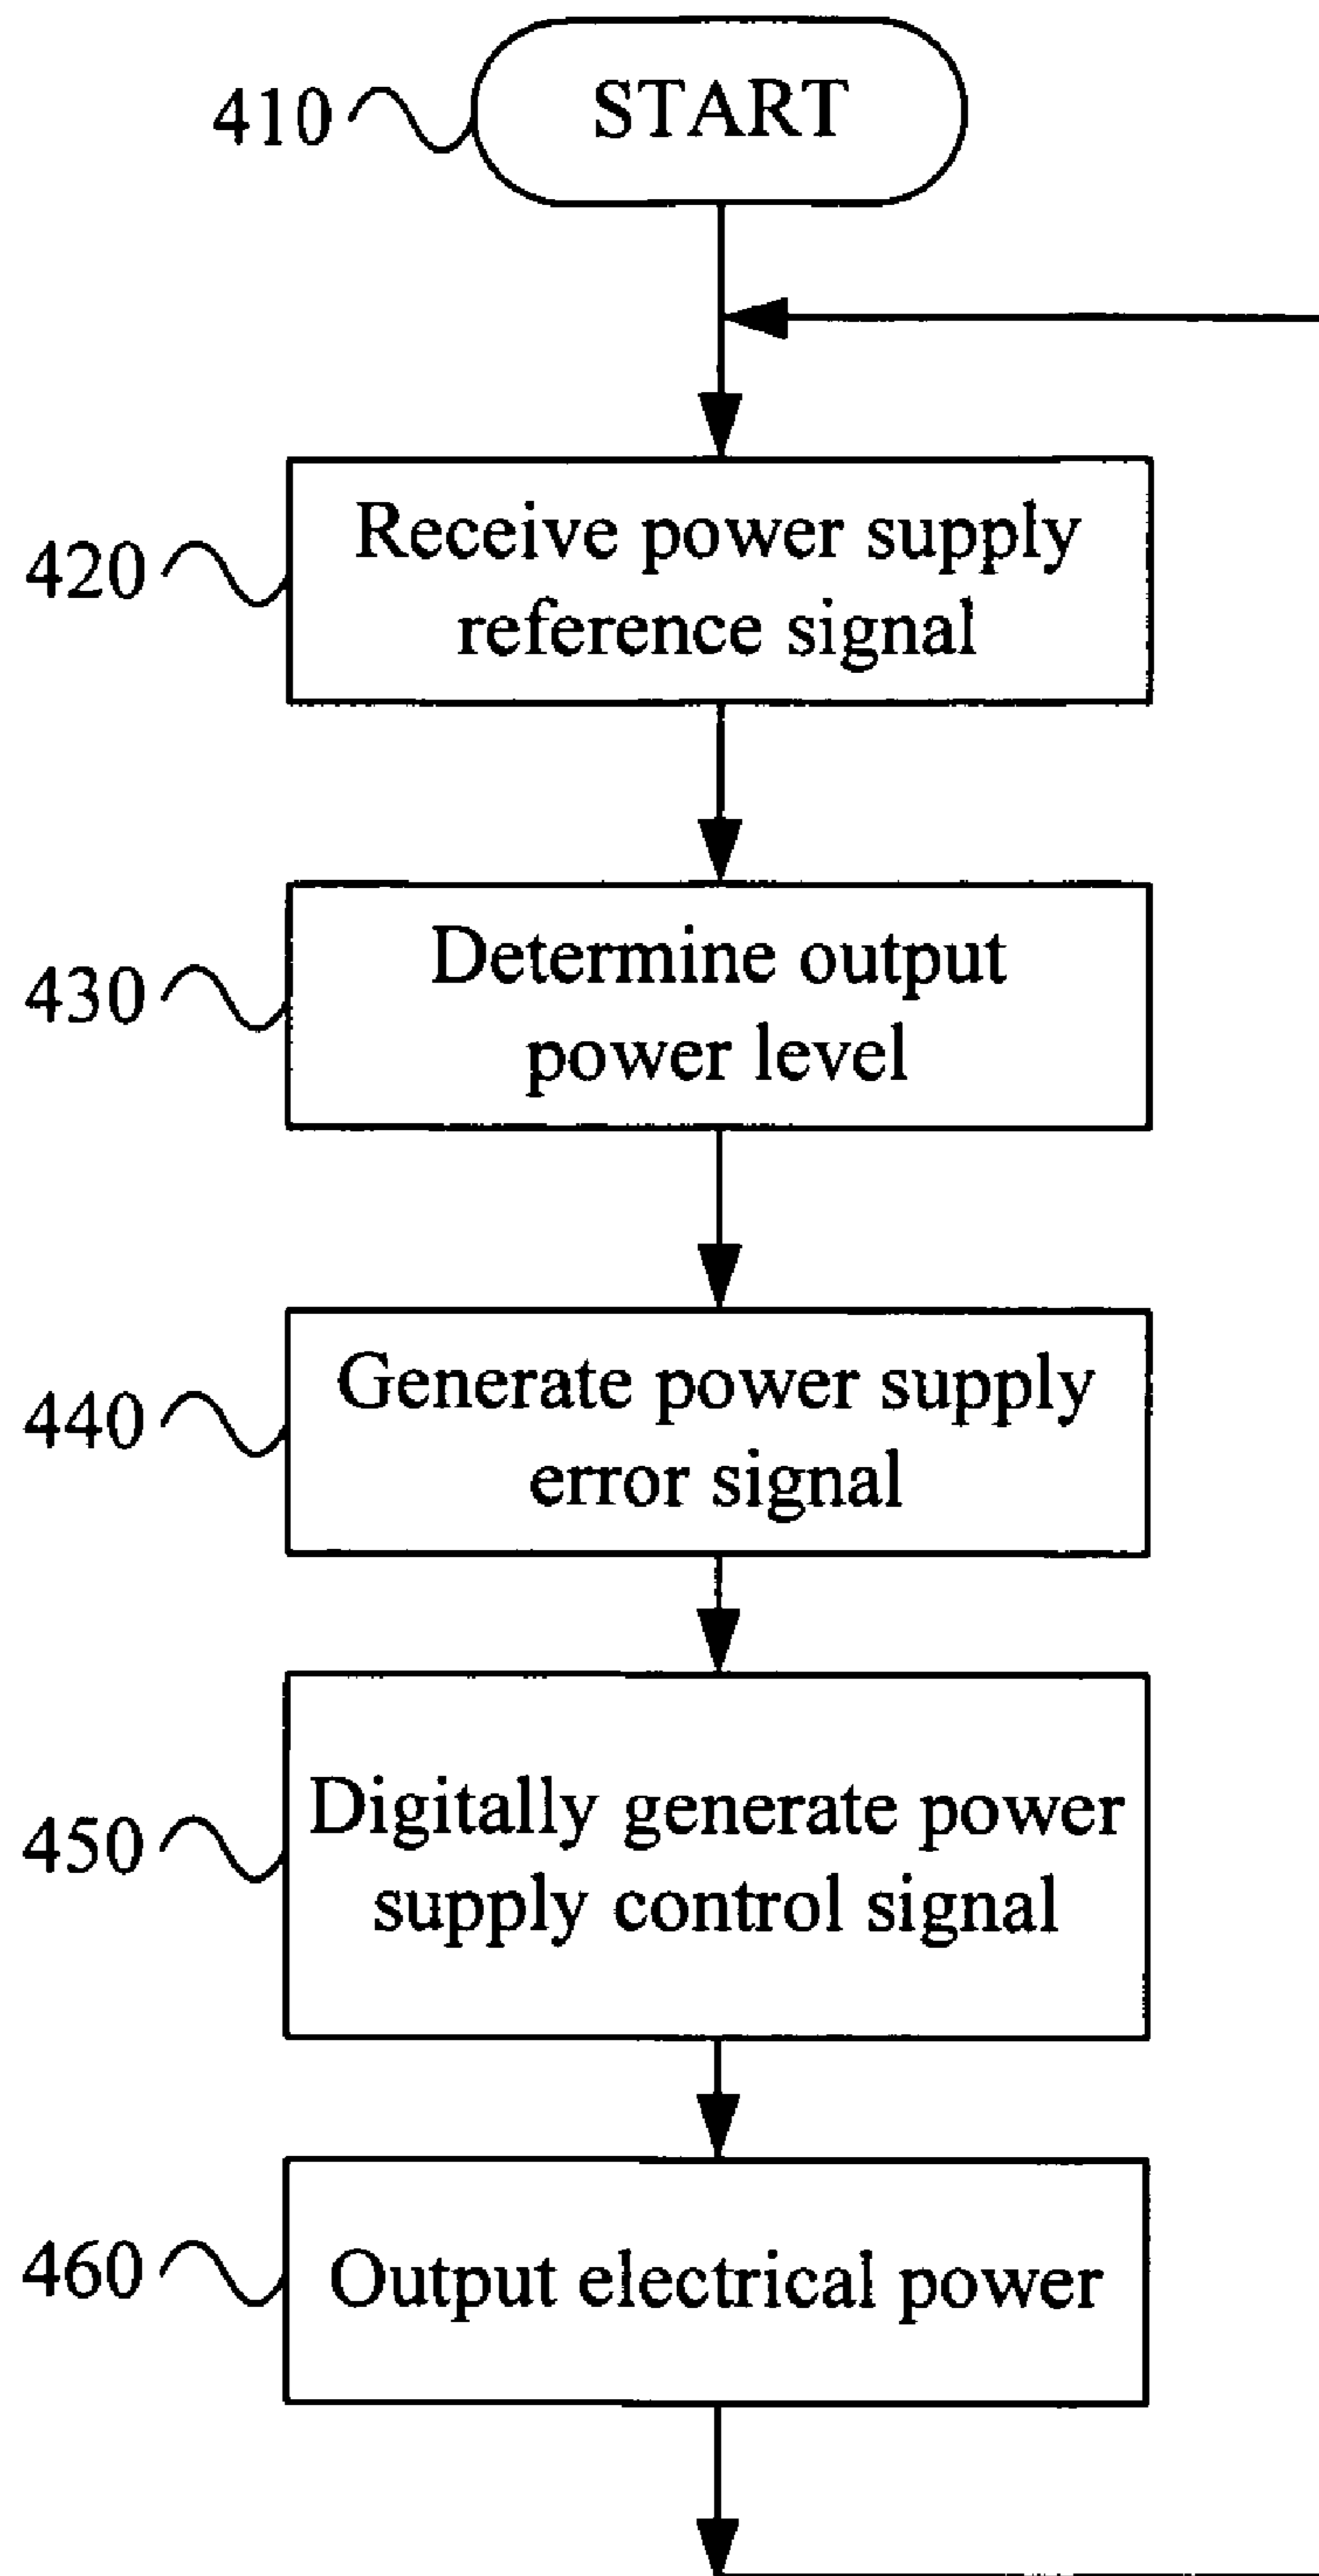 410
START
420
Receive power supply
reference signal
430
Determine output
power level
440
Generate power supply
error signal
450
Digitally generate power
supply control signal
460
Output electrical power